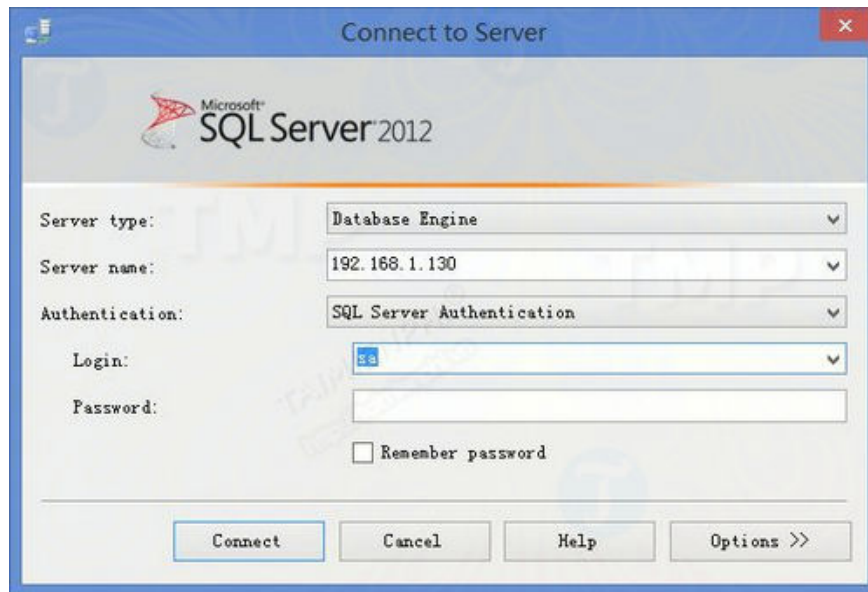 Connect to Server
Microsoft®
SQL Server® 2012
Server type:
Database Engine
Server name:
192.168.1.130
Authentication:
SQL Server Authentication
Login:
sa
Password:
Remember password
Connect
Cancel
Help
Options >>